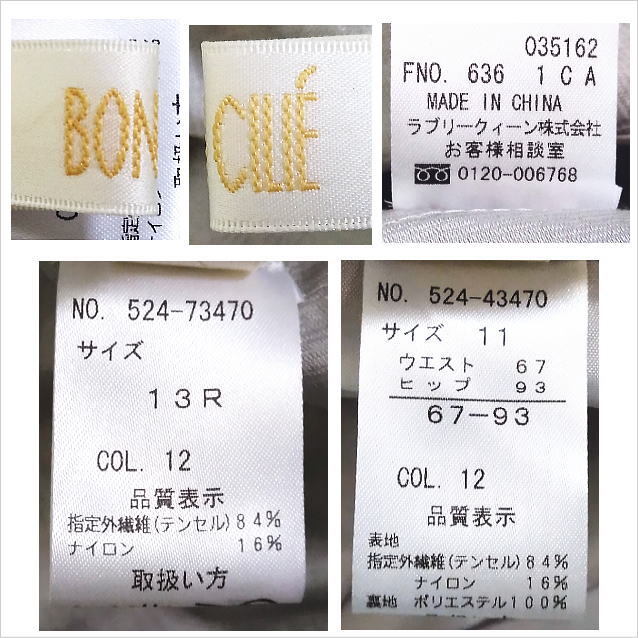 BON
CILIÉ
035162
FNO. 636 1CA
MADE IN CHINA
ラブリークィーン株式会社
お客様相談室
0120-006768
NO. 524-73470
サイズ
13R
COL. 12
品質表示
指定外繊維(テンセル)84%
ナイロン 16%
取扱い方
NO. 524-43470
サイズ 11
ウエスト 67
ヒップ 93
67-93
COL. 12
品質表示
表地
指定外繊維(テンセル)84%
ナイロン 16%
裏地 ポリエステル100%